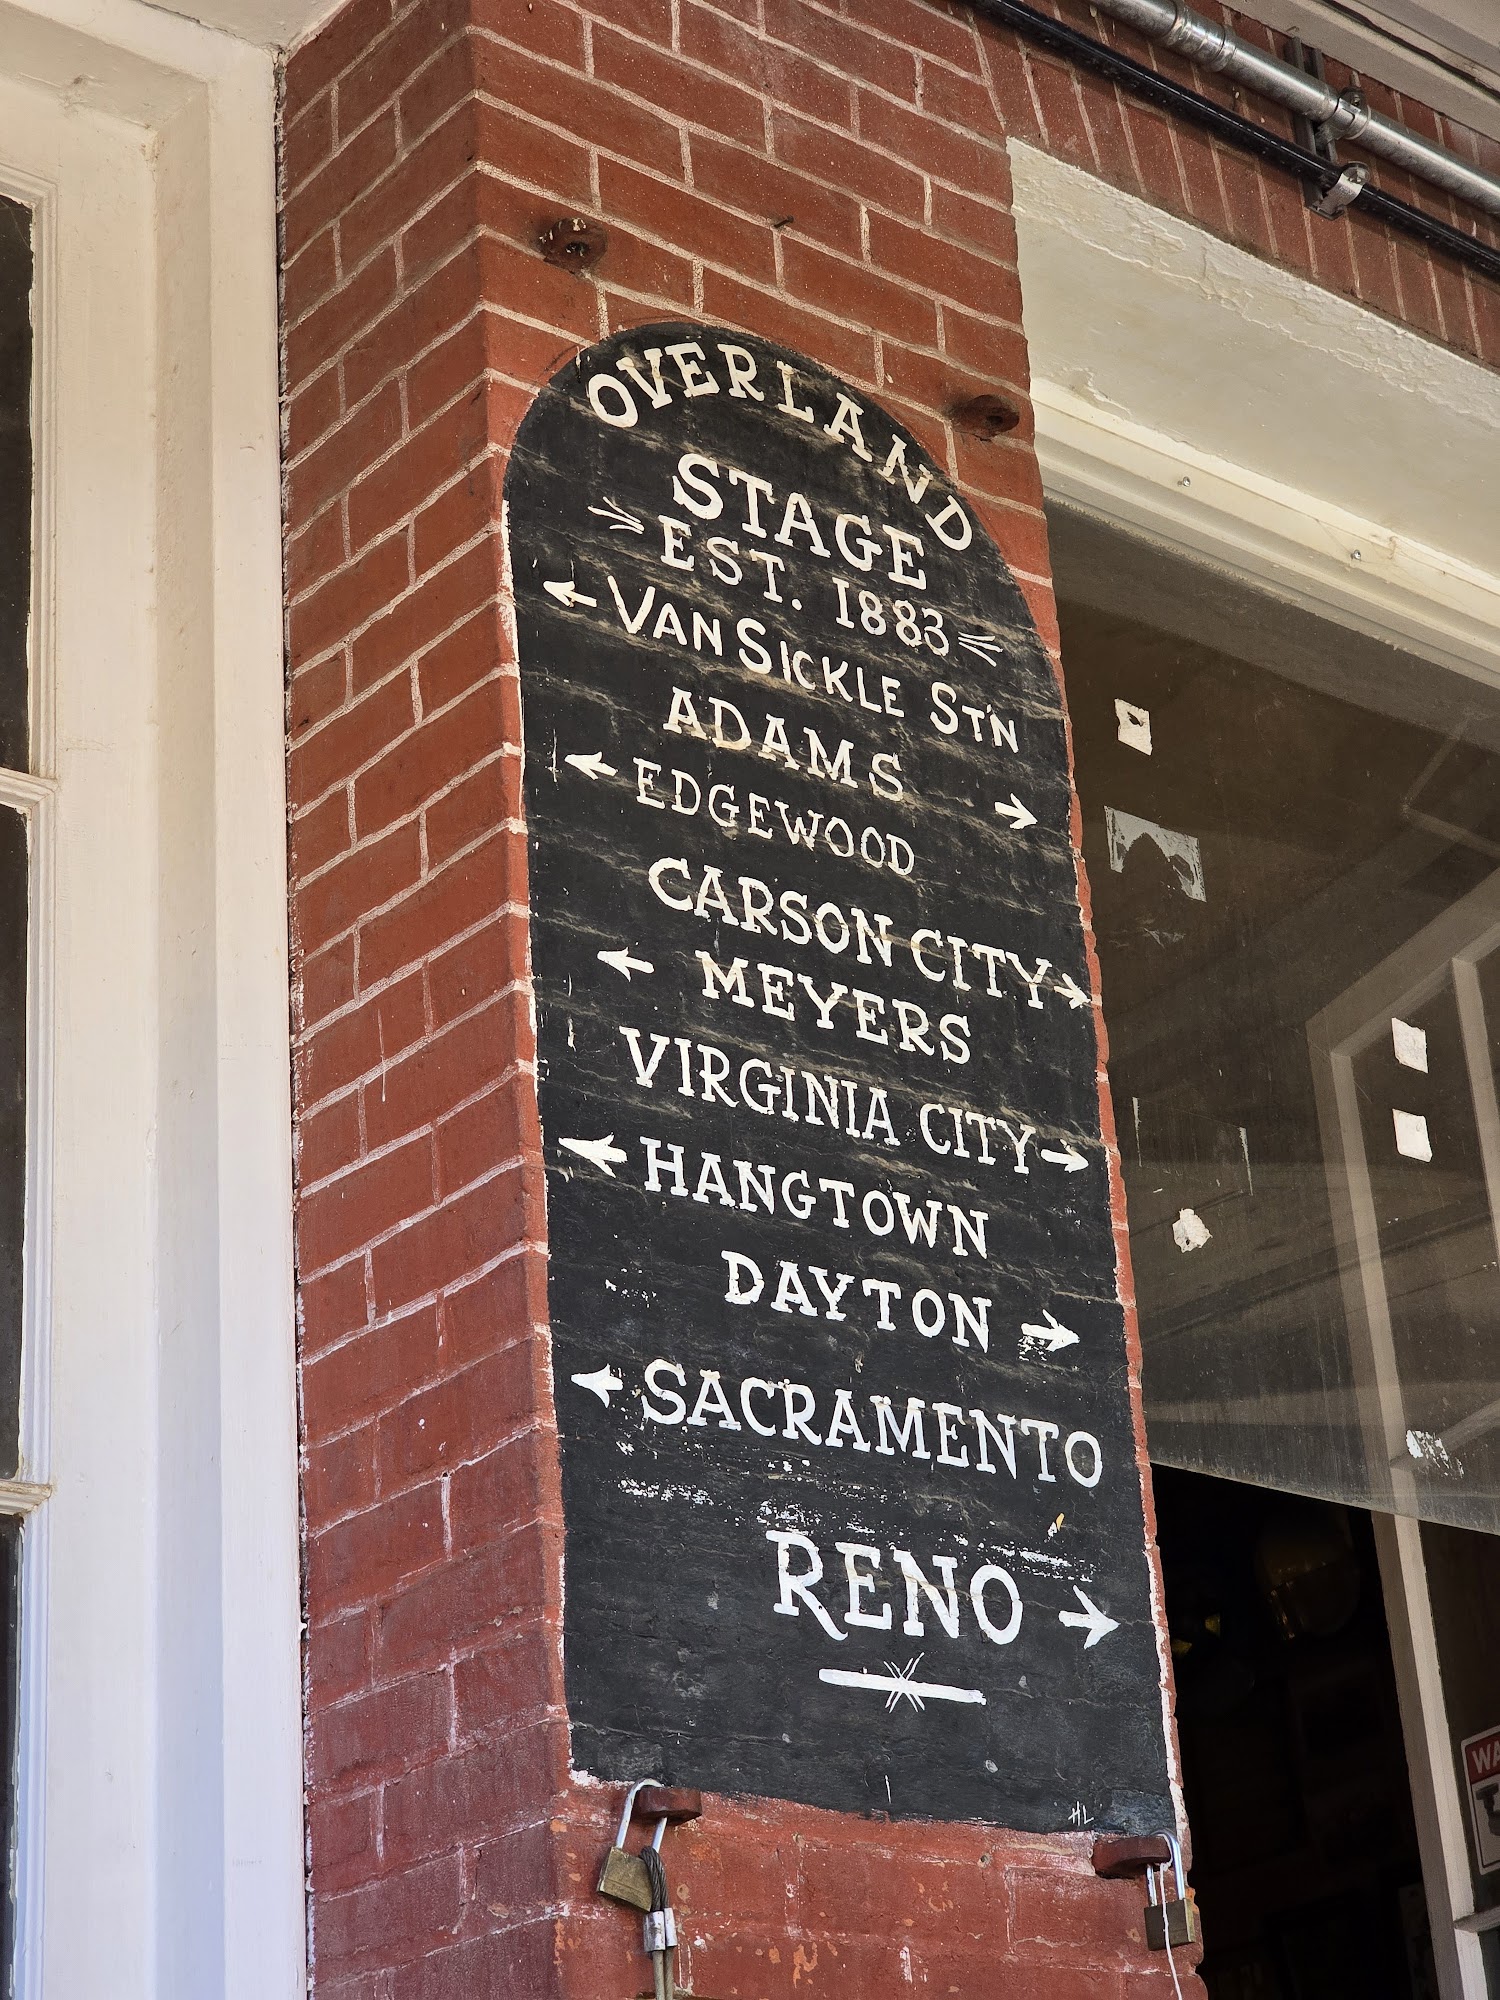 OVERLAND
STAGE
EST. 1883
← VAN SICKLE ST'N
ADAMS →
← EDGEWOOD
CARSON CITY →
← MEYERS
VIRGINIA CITY →
← HANGTOWN
DAYTON →
← SACRAMENTO
RENO →
HL
WA